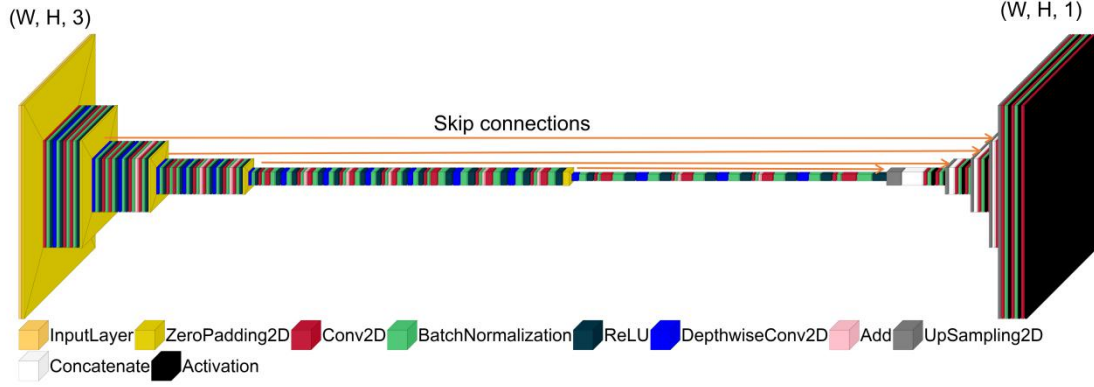 (W, H, 3)
(W, H, 1)
Skip connections
InputLayer ZeroPadding2D Conv2D BatchNormalization ReLU DepthwiseConv2D Add UpSampling2D
Concatenate Activation